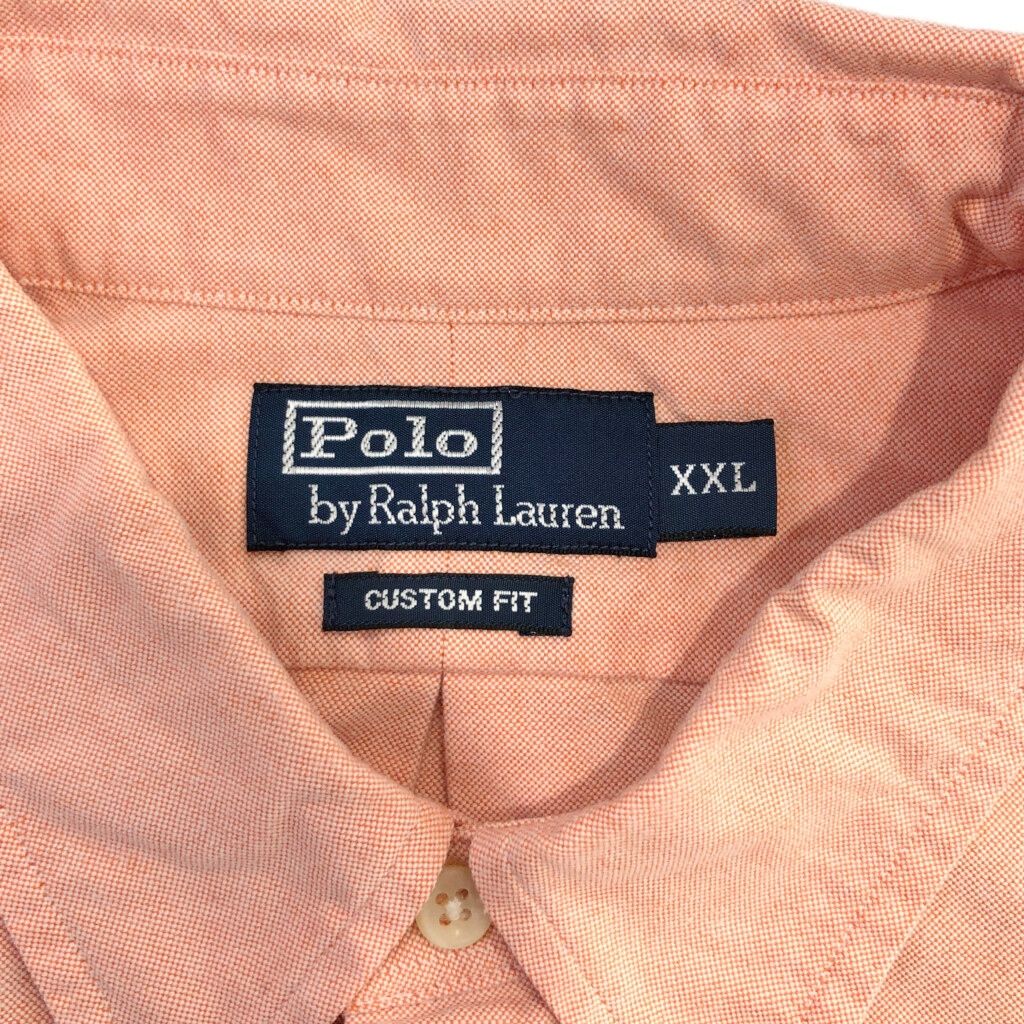 Polo
by Ralph Lauren
XXL
CUSTOM FIT